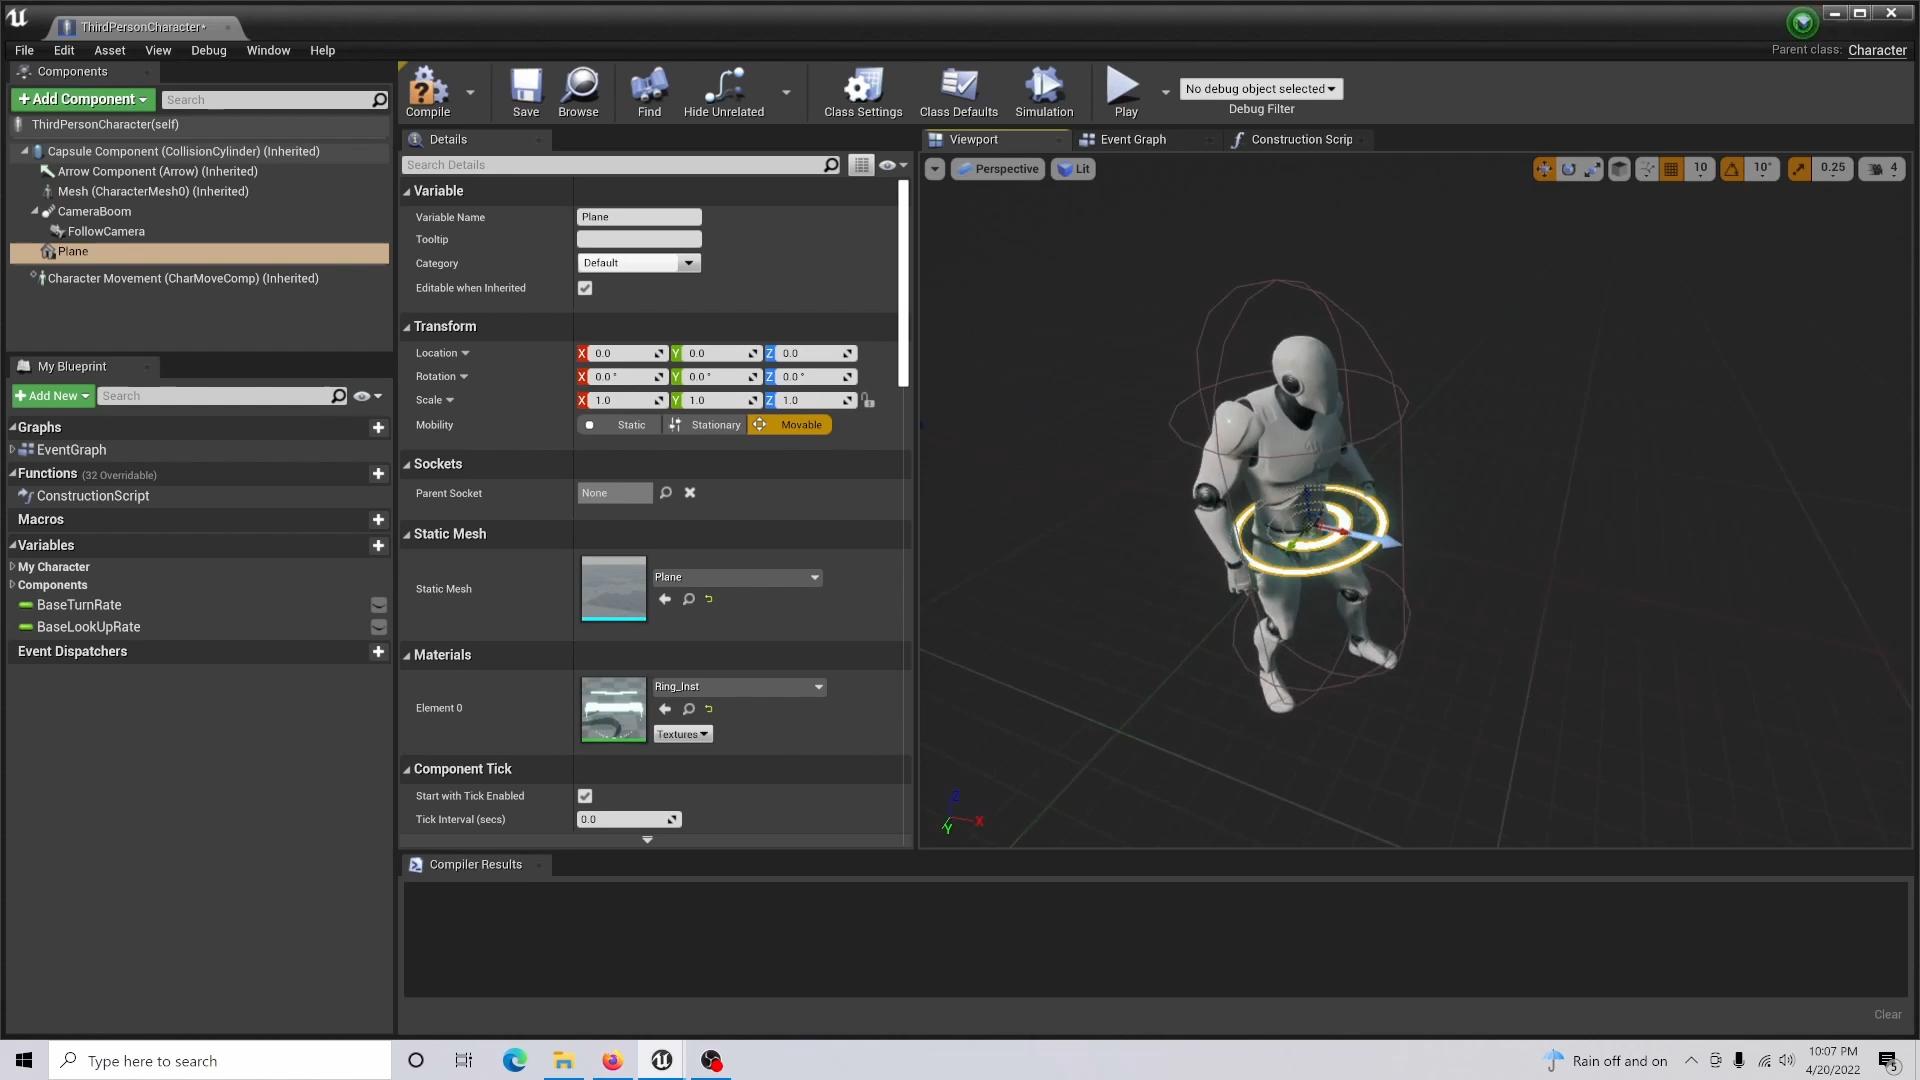 ThirdPersonCharacter*
File Edit Asset View Debug Window Help
Parent class: Character
Components
+Add Component Search
ThirdPersonCharacter(self)
Capsule Component (CollisionCylinder) (Inherited)
Arrow Component (Arrow) (Inherited)
Mesh (CharacterMesh0) (Inherited)
CameraBoom
FollowCamera
Plane
Character Movement (CharMoveComp) (Inherited)
My Blueprint
+Add New Search
Graphs
EventGraph
Functions (32 Overridable)
ConstructionScript
Macros
Variables
My Character
Components
BaseTurnRate
BaseLookUpRate
Event Dispatchers
Compile Save Browse Find Hide Unrelated Class Settings Class Defaults Simulation Play
No debug object selected
Debug Filter
Details
Search Details
Variable
Variable Name Plane
Tooltip
Category Default
Editable when Inherited
Transform
Location X 0.0 Y 0.0 Z 0.0
Rotation X 0.0° Y 0.0° Z 0.0°
Scale X 1.0 Y 1.0 Z 1.0
Mobility Static Stationary Movable
Sockets
Parent Socket None
Static Mesh
Static Mesh Plane
Materials
Element 0 Ring_Inst
Textures
Component Tick
Start with Tick Enabled
Tick Interval (secs) 0.0
Viewport Event Graph Construction Scrip
Perspective Lit 10 10° 0.25 4
Z
X
Y
Compiler Results
Clear
Type here to search
Rain off and on
10:07 PM
4/20/2022
5